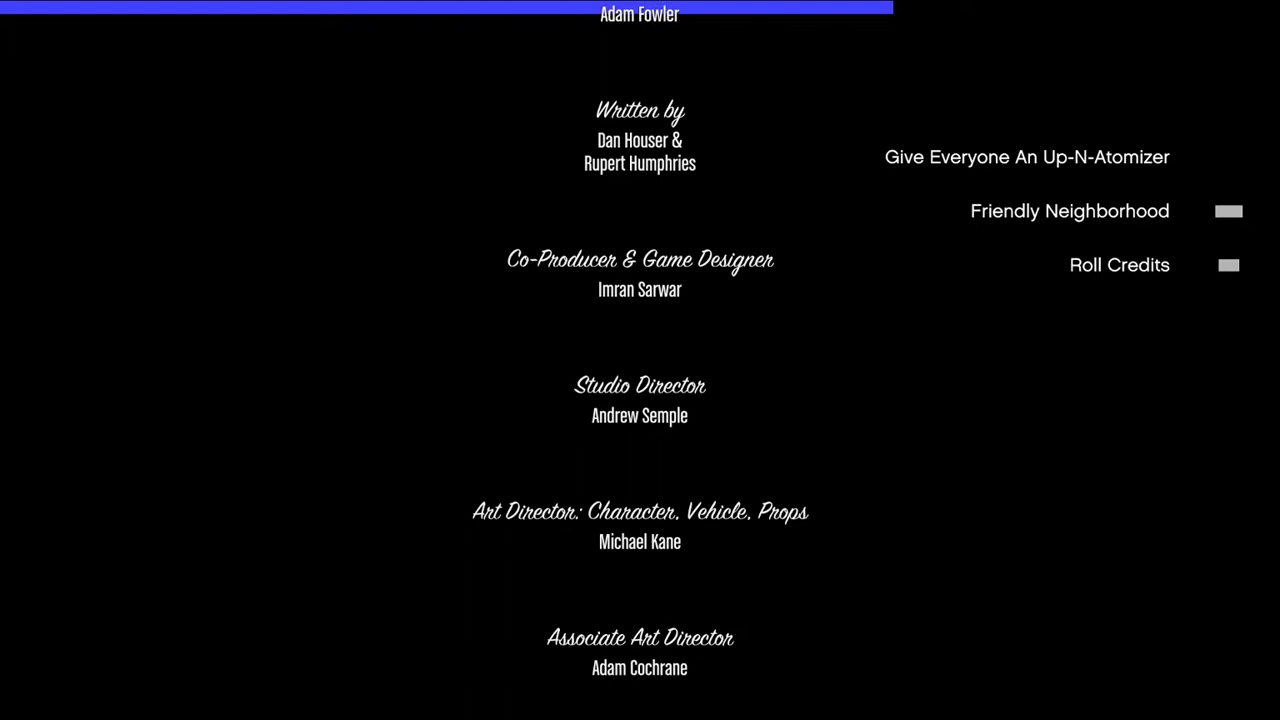 Adam Fowler
Written by
Dan Houser &
Rupert Humphries
Co-Producer & Game Designer
Imran Sarwar
Studio Director
Andrew Semple
Art Director: Character, Vehicle, Props
Michael Kane
Associate Art Director
Adam Cochrane
Give Everyone An Up-N-Atomizer
Friendly Neighborhood
Roll Credits